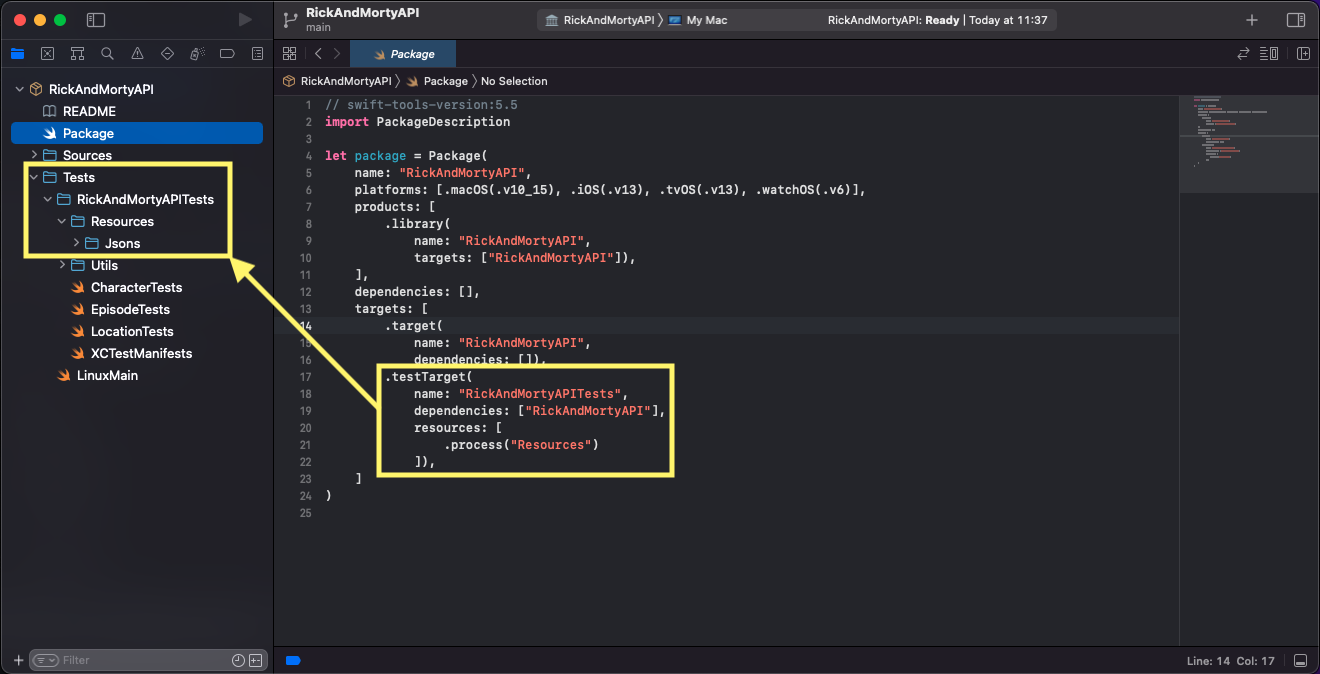 RickAndMortyAPI
main
RickAndMortyAPI 〉 My Mac
RickAndMortyAPI: Ready | Today at 11:37
Package
RickAndMortyAPI 〉 Package 〉 No Selection
RickAndMortyAPI
README
Package
Sources
Tests
RickAndMortyAPITests
Resources
Jsons
Utils
CharacterTests
EpisodeTests
LocationTests
XCTestManifests
LinuxMain
Filter
1 // swift-tools-version:5.5
2 import PackageDescription
3
4 let package = Package(
5     name: "RickAndMortyAPI",
6     platforms: [.macOS(.v10_15), .iOS(.v13), .tvOS(.v13), .watchOS(.v6)],
7     products: [
8         .library(
9             name: "RickAndMortyAPI",
10             targets: ["RickAndMortyAPI"]),
11     ],
12     dependencies: [],
13     targets: [
14         .target(
15             name: "RickAndMortyAPI",
16             dependencies: []),
17         .testTarget(
18             name: "RickAndMortyAPITests",
19             dependencies: ["RickAndMortyAPI"],
20             resources: [
21                 .process("Resources")
22             ]),
23     ]
24 )
25
Line: 14 Col: 17